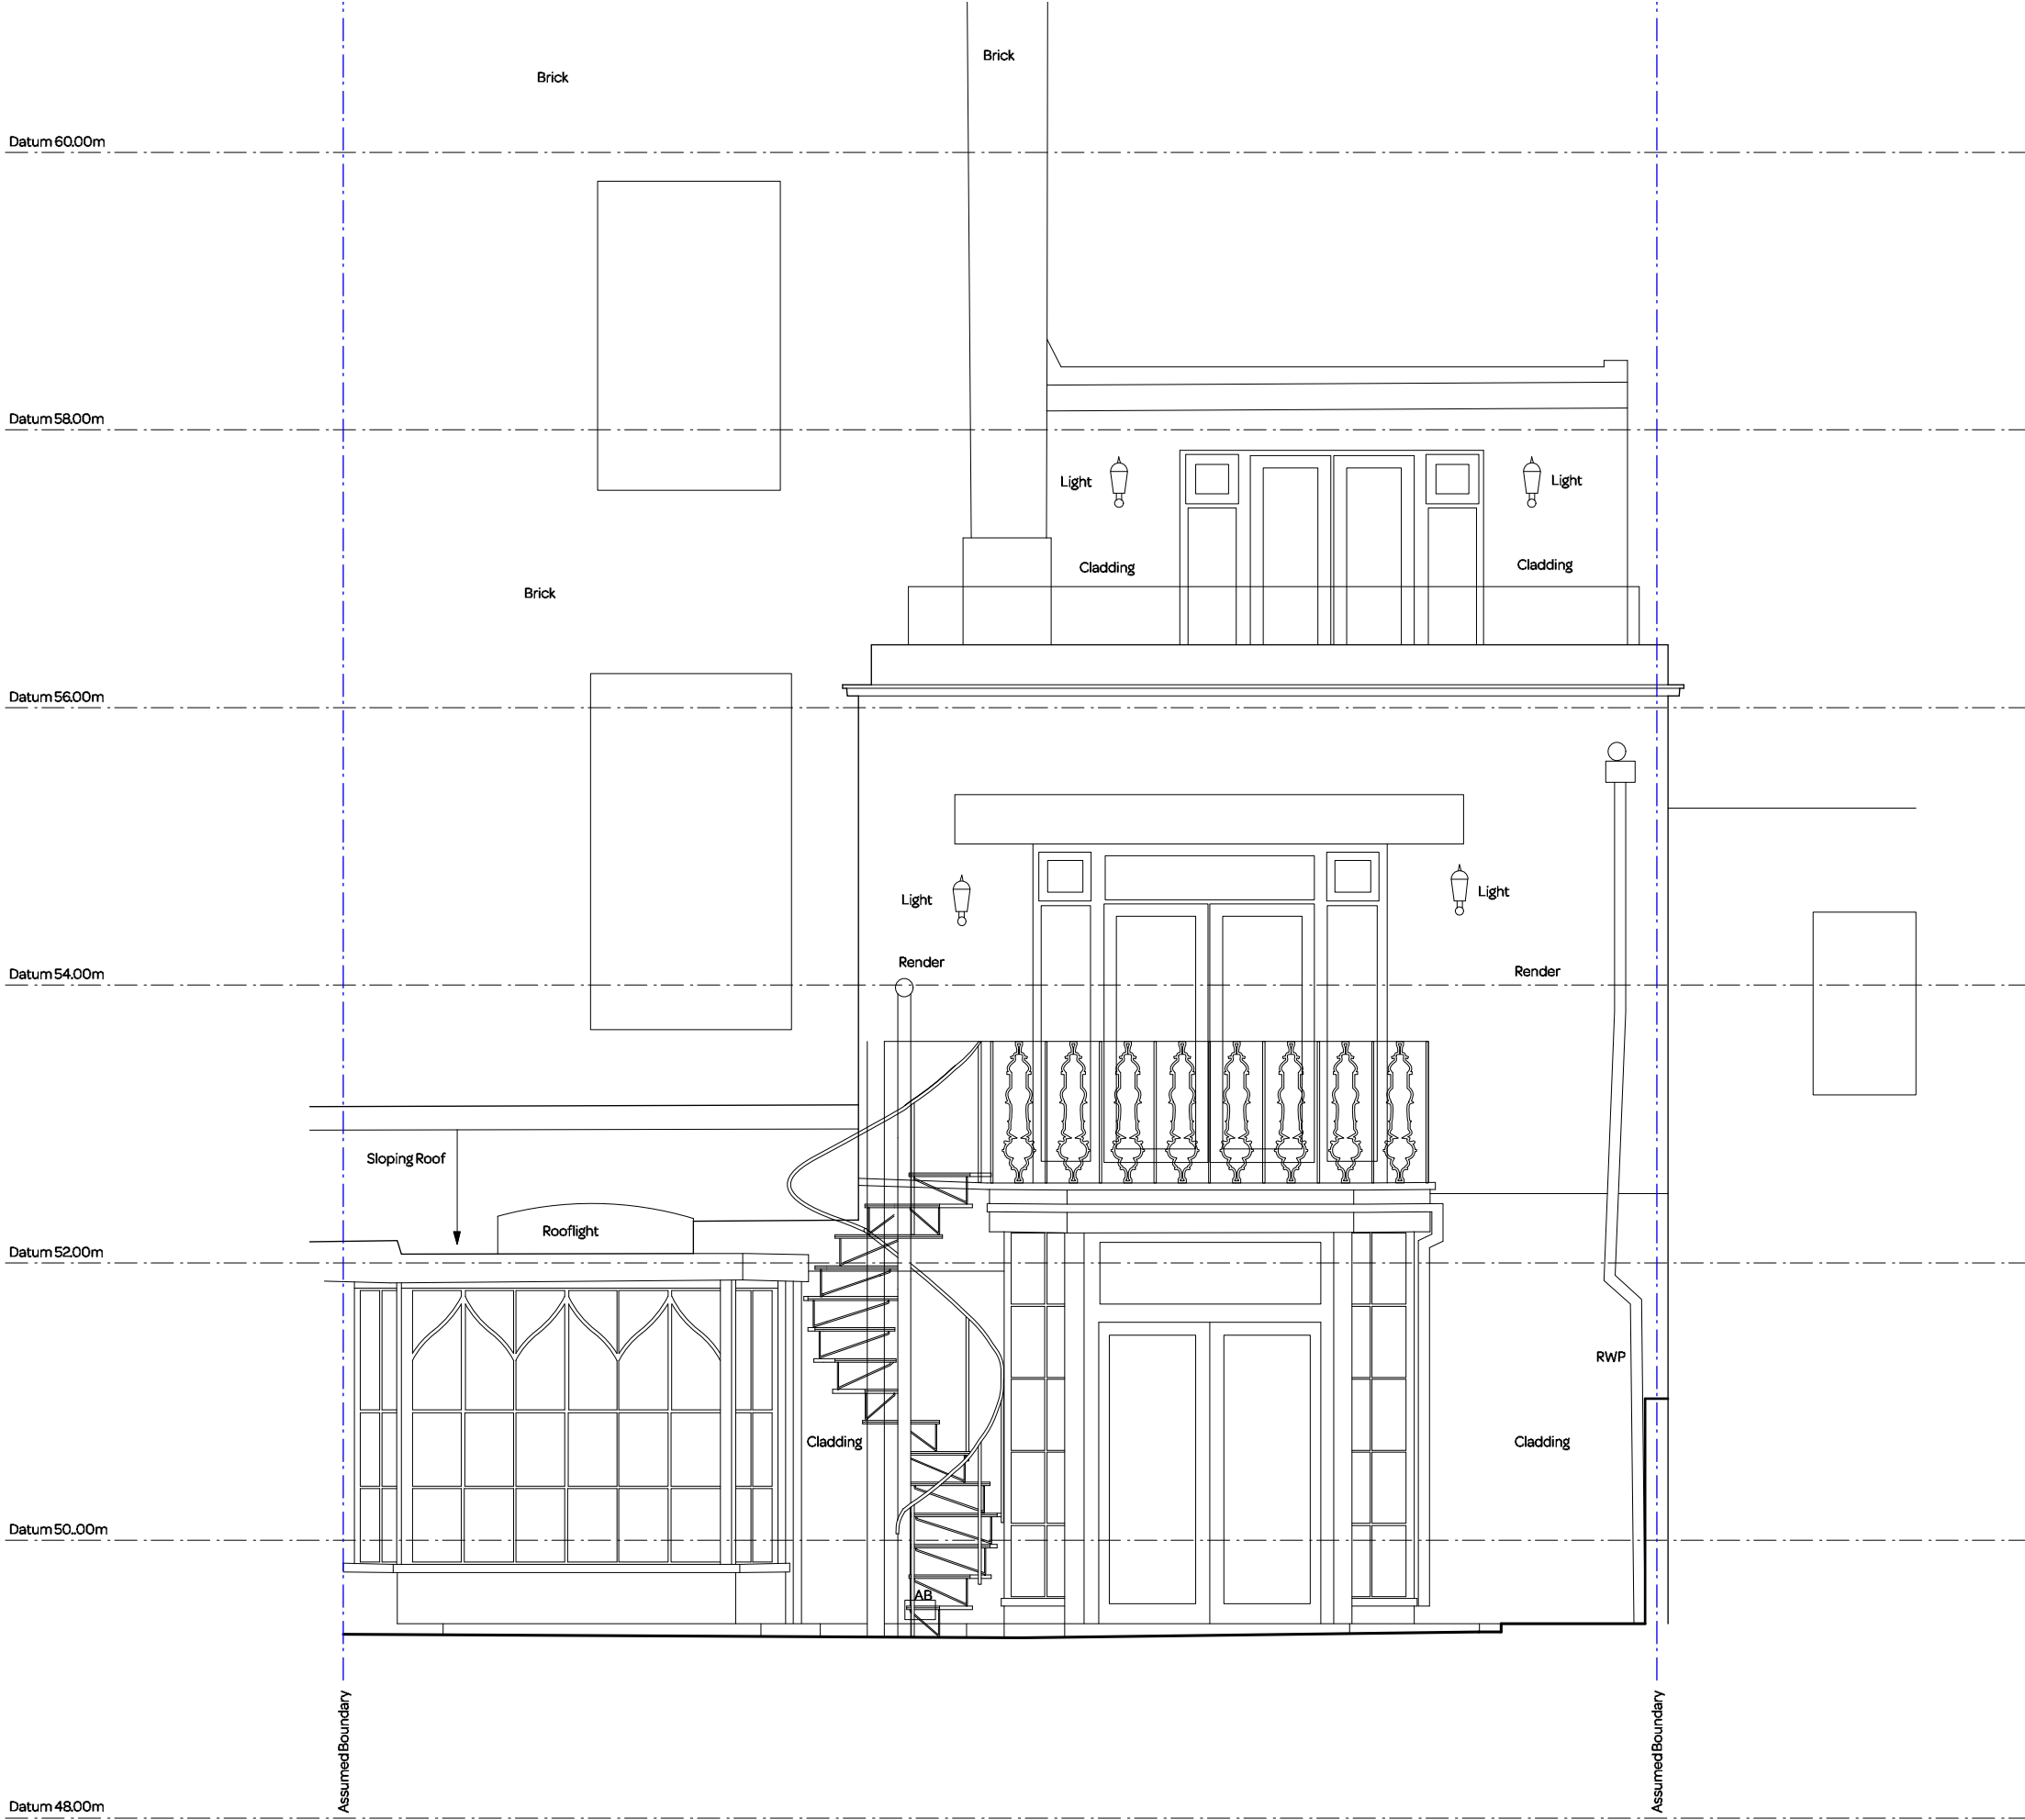 Brick
Brick
Datum 60.00m
Datum 58.00m
Light
Light
Cladding
Cladding
Brick
Datum 56.00m
Light
Light
Render
Render
Datum 54.00m
Sloping Roof
Rooflight
Datum 52.00m
RWP
Cladding
Cladding
Datum 50..00m
AB
Assumed Boundary
Assumed Boundary
Datum 48.00m